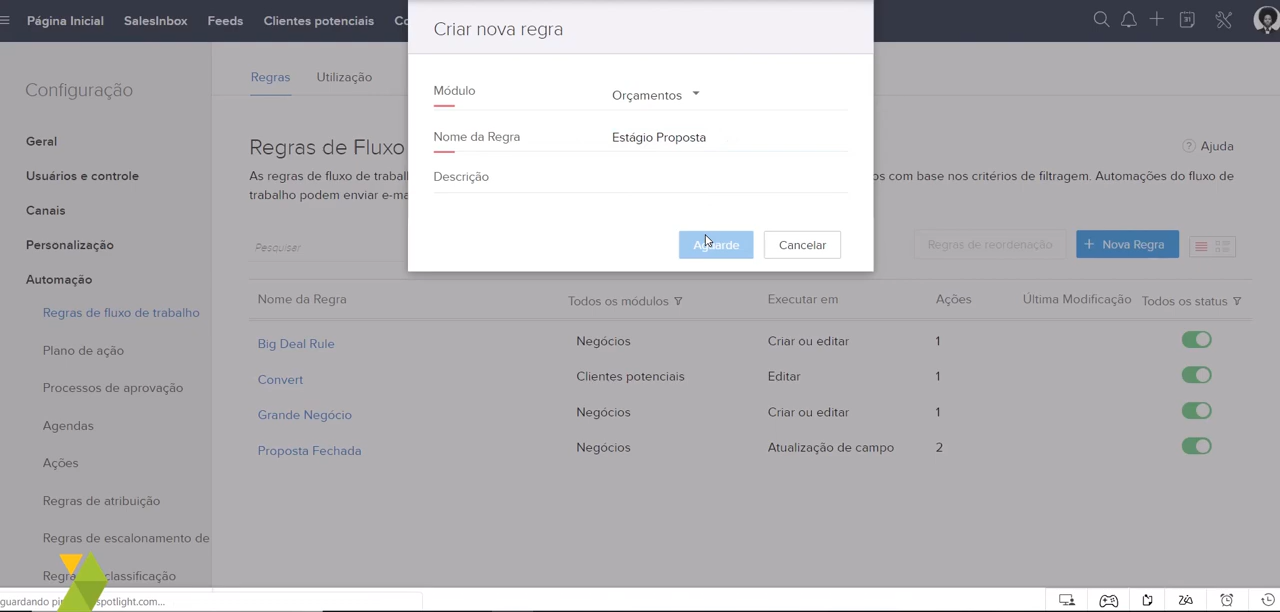 Página Inicial SalesInbox Feeds Clientes potenciais Co
Criar nova regra
Módulo Orçamentos
Nome da Regra Estágio Proposta
Descrição
Aguarde Cancelar
Configuração
Geral
Usuários e controle
Canais
Personalização
Automação
Regras de fluxo de trabalho
Plano de ação
Processos de aprovação
Agendas
Ações
Regras de atribuição
Regras de escalonamento de
classificação
Regras Utilização
Regras de Fluxo
Ajuda
As regras de fluxo de trabal os com base nos critérios de filtragem. Automações do fluxo de
trabalho podem enviar e-ma
Pesquisar Regras de reordenação + Nova Regra
Nome da Regra Todos os módulos Executar em Ações Última Modificação Todos os status
Big Deal Rule Negócios Criar ou editar 1
Convert Clientes potenciais Editar 1
Grande Negócio Negócios Criar ou editar 1
Proposta Fechada Negócios Atualização de campo 2
guardando spotlight.com...